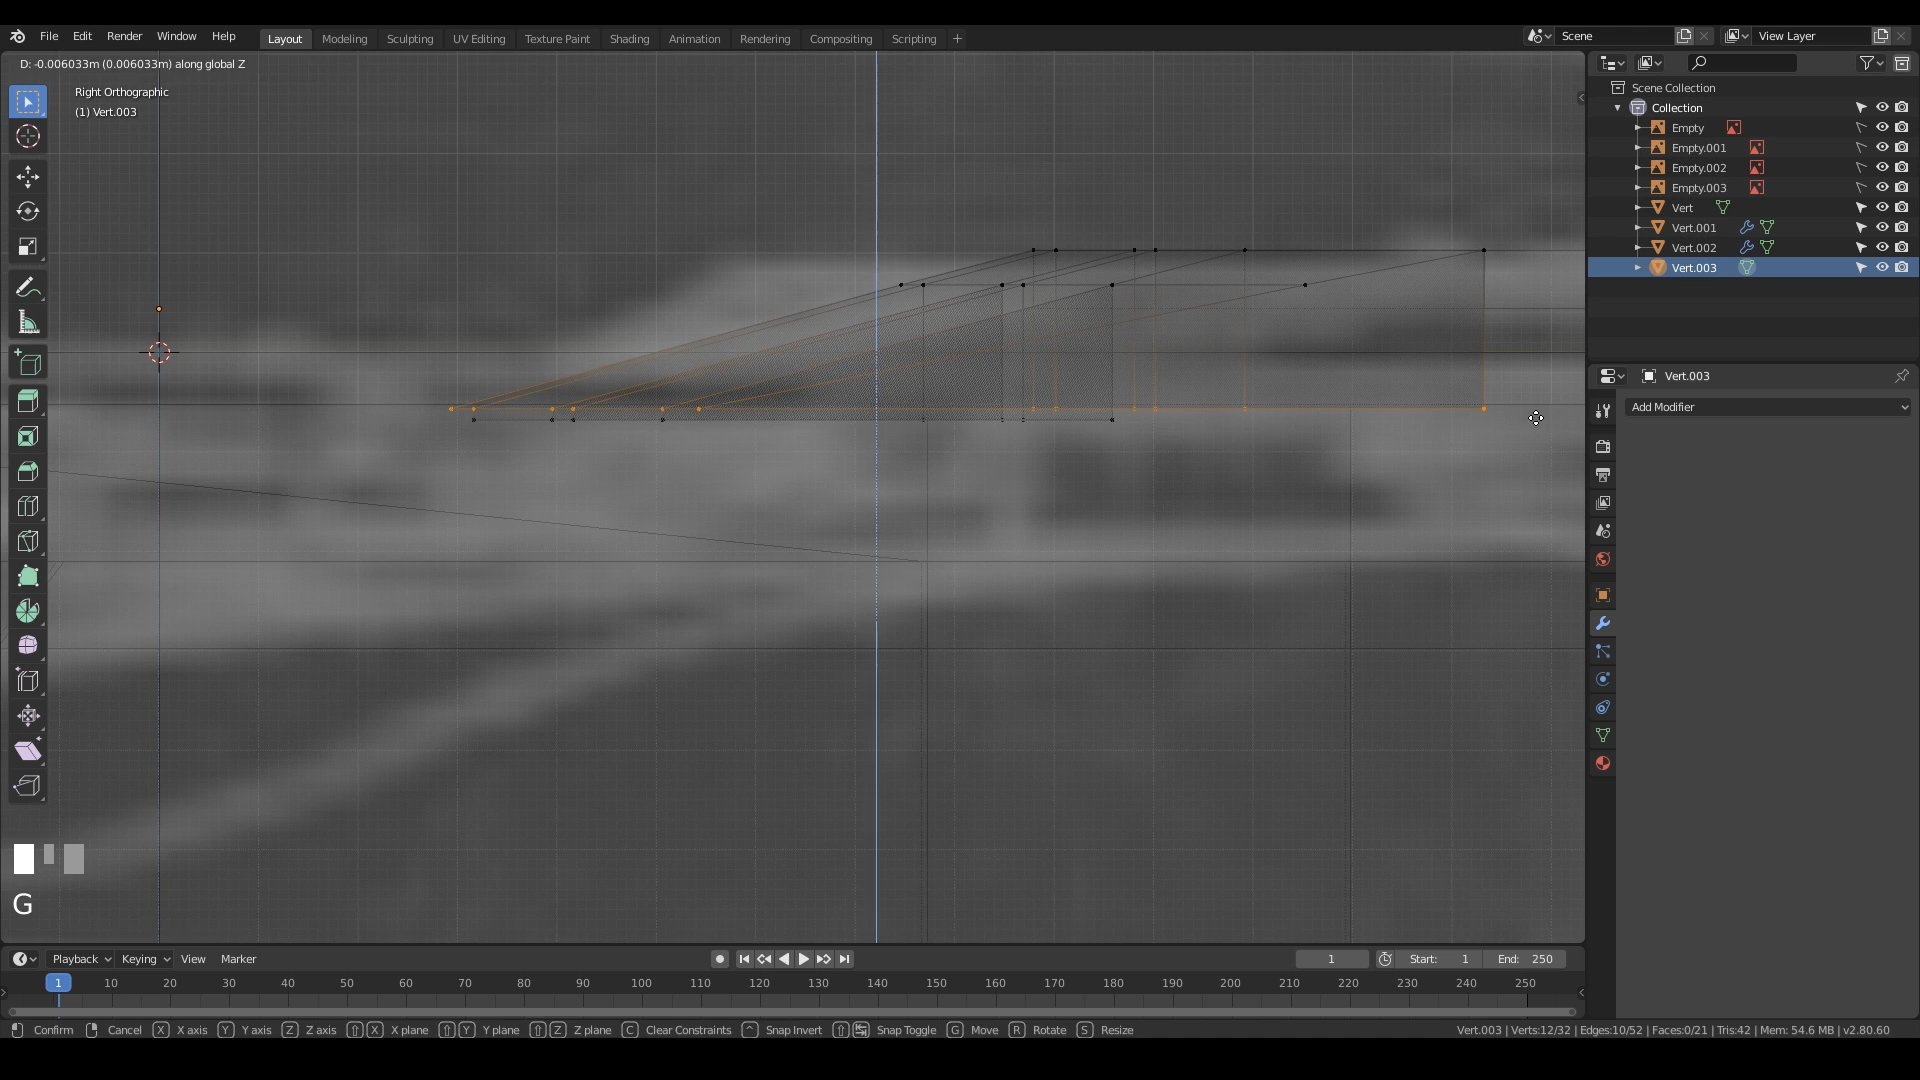 File Edit Render Window Help Layout Modeling Sculpting UV Editing Texture Paint Shading Animation Rendering Compositing Scripting + Scene View Layer
D: -0.006033m (0.006033m) along global Z
Right Orthographic
(1) Vert.003
Scene Collection
Collection
Empty
Empty.001
Empty.002
Empty.003
Vert
Vert.001
Vert.002
Vert.003
Vert.003
Add Modifier
G
Playback Keying View Marker 1 Start: 1 End: 250
1 10 20 30 40 50 60 70 80 90 100 110 120 130 140 150 160 170 180 190 200 210 220 230 240 250
Confirm Cancel X X axis Y Y axis Z Z axis X X plane Y Y plane Z Z plane C Clear Constraints ^ Snap Invert Snap Toggle G Move R Rotate S Resize Vert.003 | Verts:12/32 | Edges:10/52 | Faces:0/21 | Tris:42 | Mem: 54.6 MB | v2.80.60